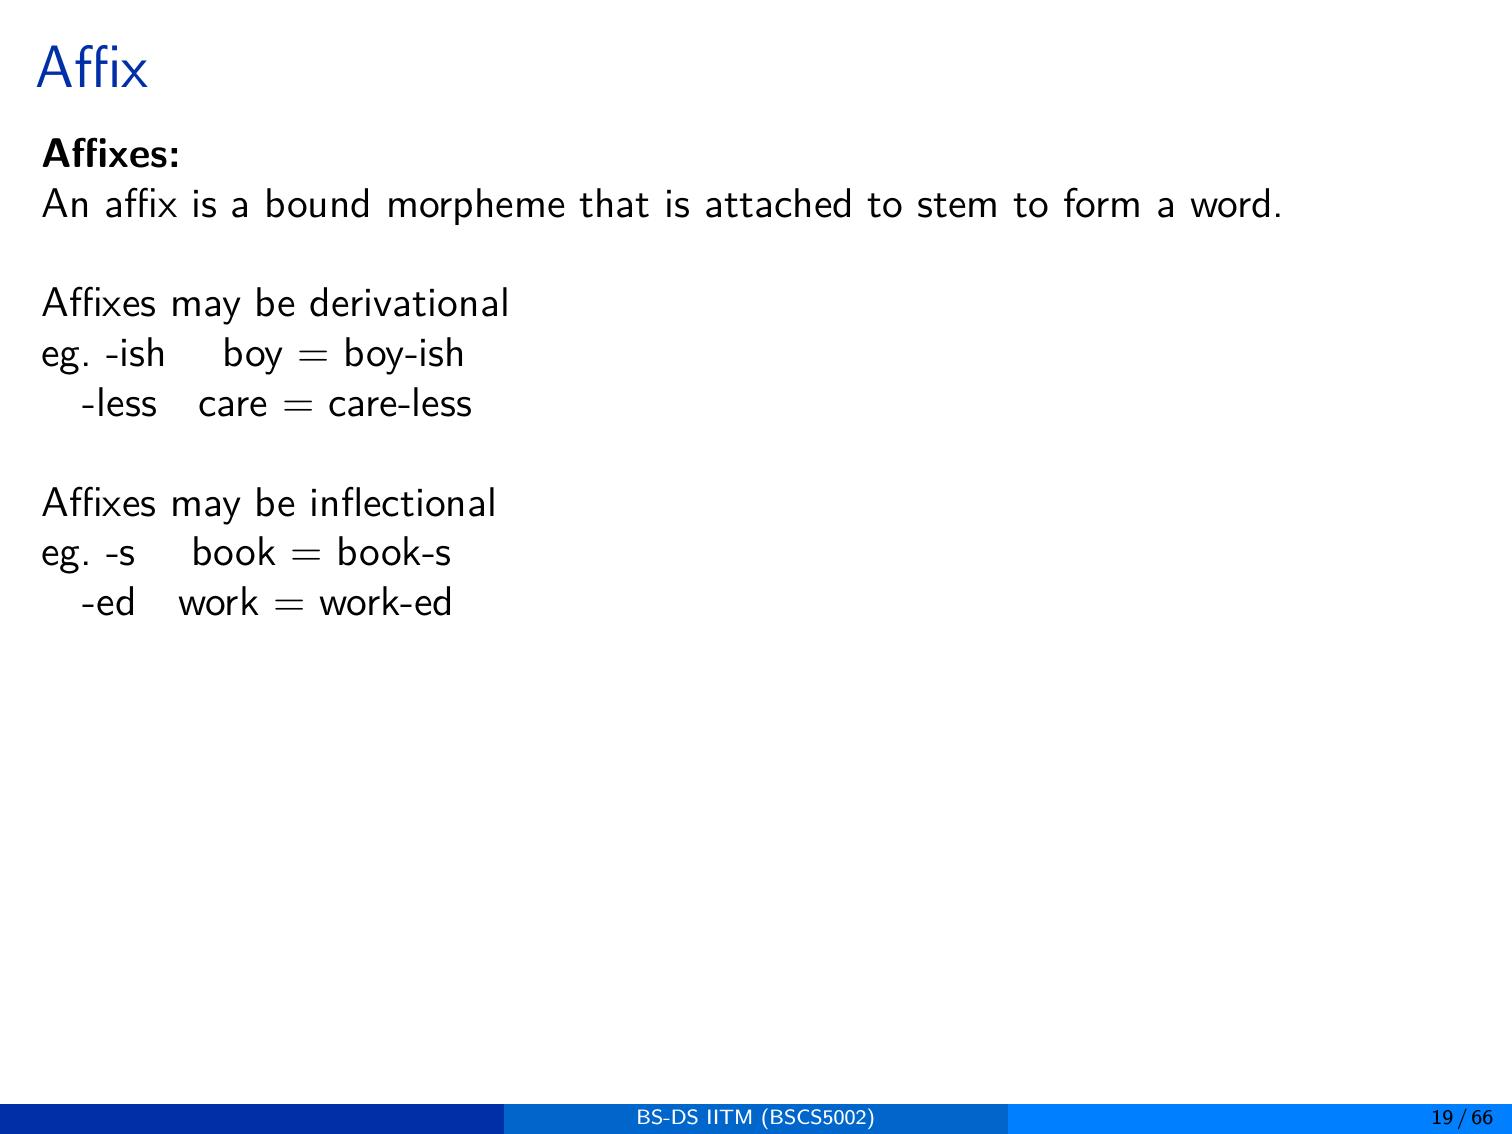 Affix
Affixes:
An affix is a bound morpheme that is attached to stem to form a word.
Affixes may be derivational
eg. -ish boy = boy-ish
-less care = care-less
Affixes may be inflectional
eg. -s book = book-s
-ed work = work-ed
BS-DS IITM (BSCS5002)
19 / 66